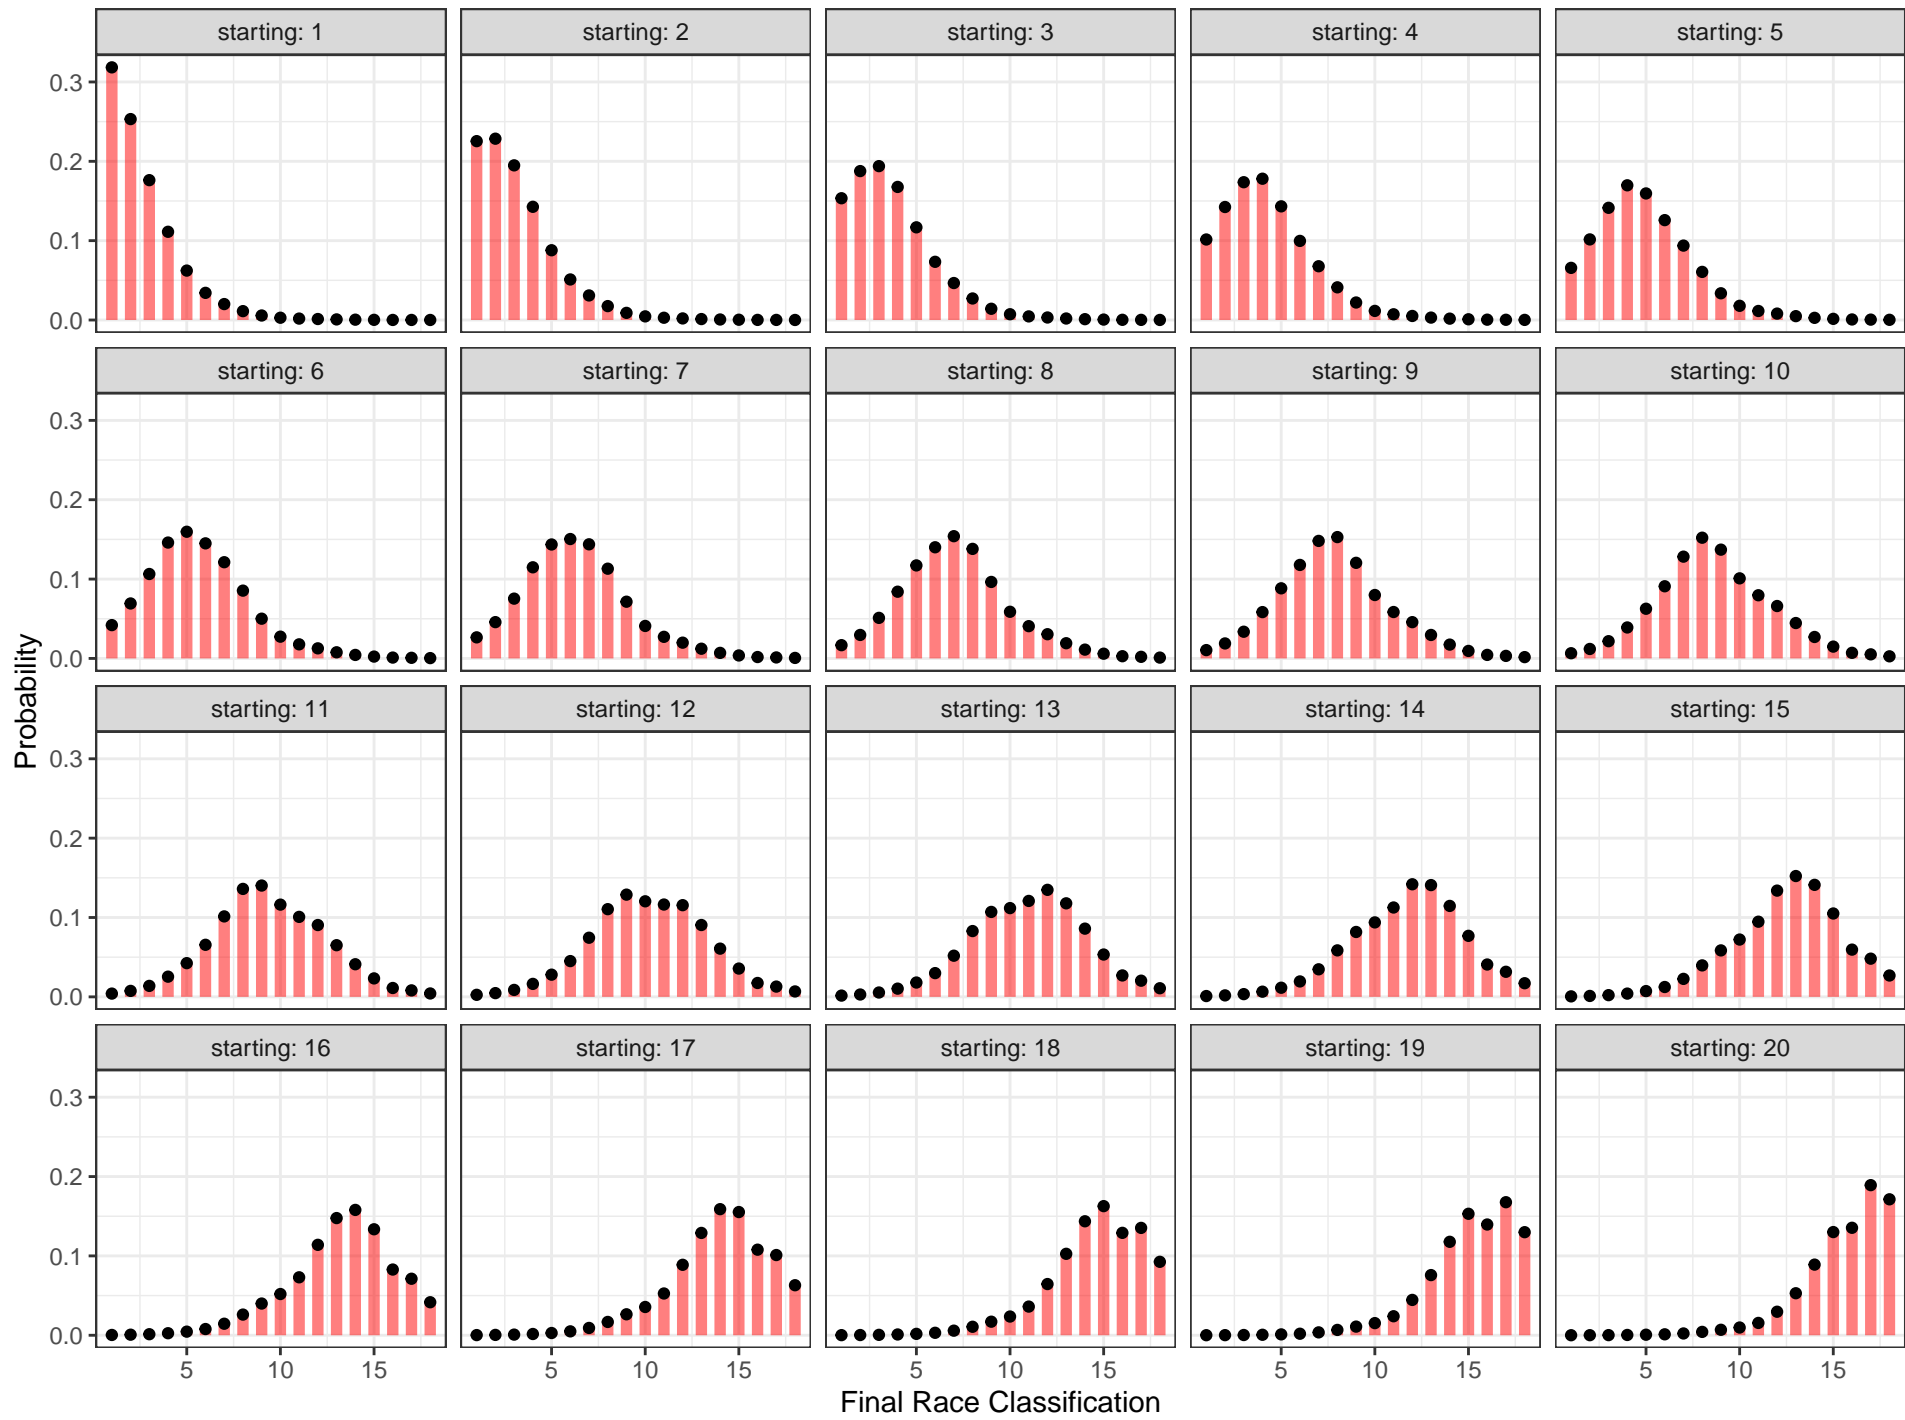 starting: 1
starting: 2
starting: 3
starting: 4
starting: 5
0.3
0.2
0.1
0.0
starting: 6
starting: 7
starting: 8
starting: 9
starting: 10
0.3
0.2
0.1
0.0
Probability
starting: 11
starting: 12
starting: 13
starting: 14
starting: 15
0.3
0.2
0.1
0.0
starting: 16
starting: 17
starting: 18
starting: 19
starting: 20
0.3
0.2
0.1
0.0
5 10 15
5 10 15
5 10 15
5 10 15
5 10 15
Final Race Classification